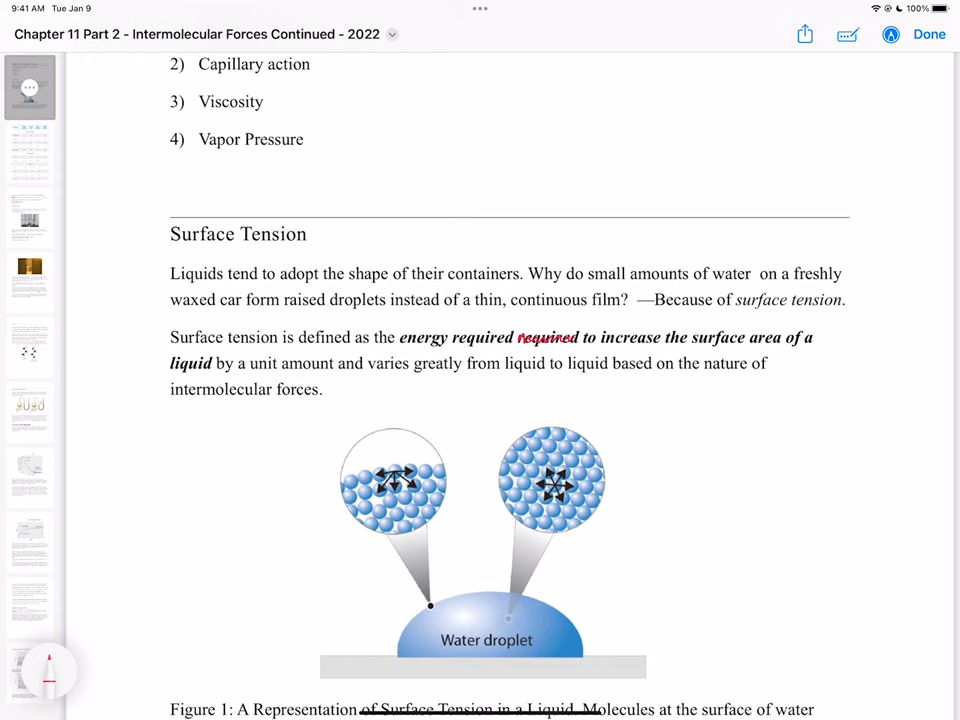 9:41 AM Tue Jan 9
100%
Chapter 11 Part 2 - Intermolecular Forces Continued - 2022
Done
2) Capillary action
3) Viscosity
4) Vapor Pressure
Surface Tension
Liquids tend to adopt the shape of their containers. Why do small amounts of water on a freshly
waxed car form raised droplets instead of a thin, continuous film? —Because of surface tension.
Surface tension is defined as the energy required required to increase the surface area of a
liquid by a unit amount and varies greatly from liquid to liquid based on the nature of
intermolecular forces.
Water droplet
Figure 1: A Representation of Surface Tension in a Liquid. Molecules at the surface of water